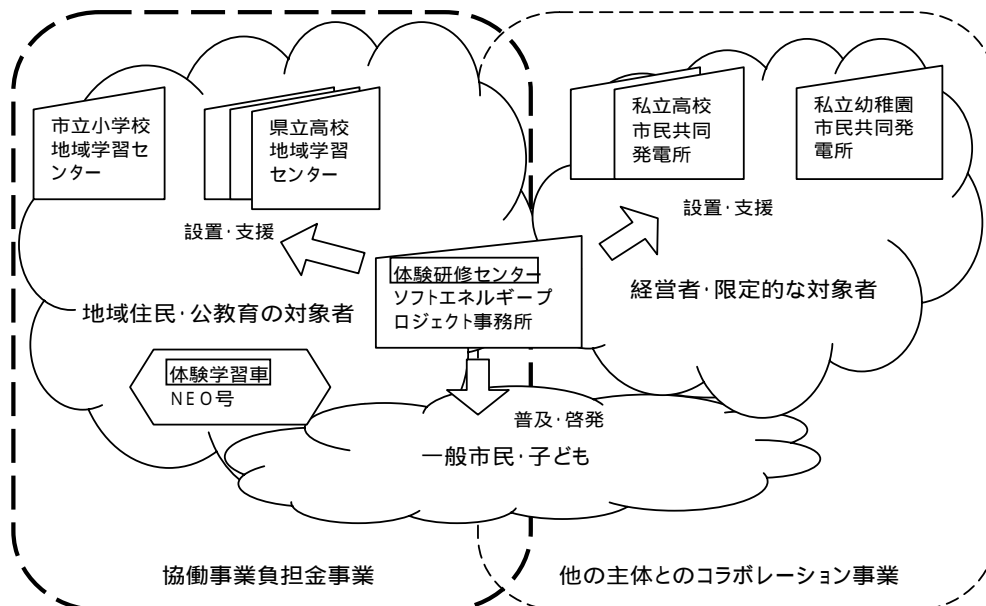 市立小学校
地域学習セ
ンター
県立高校
地域学習
センター
私立高校
市民共同
発電所
私立幼稚園
市民共同発
電所
設置・支援
設置・支援
体験研修センター
ソフトエネルギープ
ロジェクト事務所
地域住民・公教育の対象者
経営者・限定的な対象者
体験学習車
NEO号
普及・啓発
一般市民・子ども
協働事業負担金事業
他の主体とのコラボレーション事業